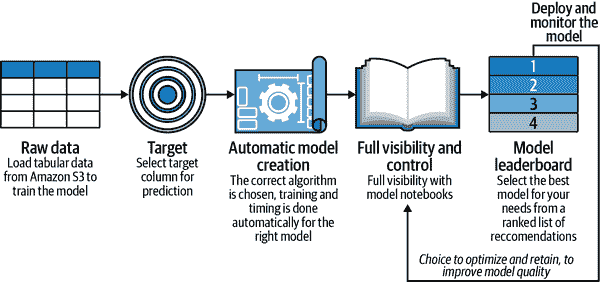 Deploy and
monitor the
model
1
2
3
4
Raw data
Load tabular data
from Amazon S3 to
train the model
Target
Select target
column for
prediction
Automatic model
creation
The correct algorithm
is chosen, training and
timing is done
automatically for the
right model
Full visibility and
control
Full visibility with
model notebooks
Model
leaderboard
Select the best
model for your
needs from a
ranked list of
reccomendations
Choice to optimize and retain, to
improve model quality